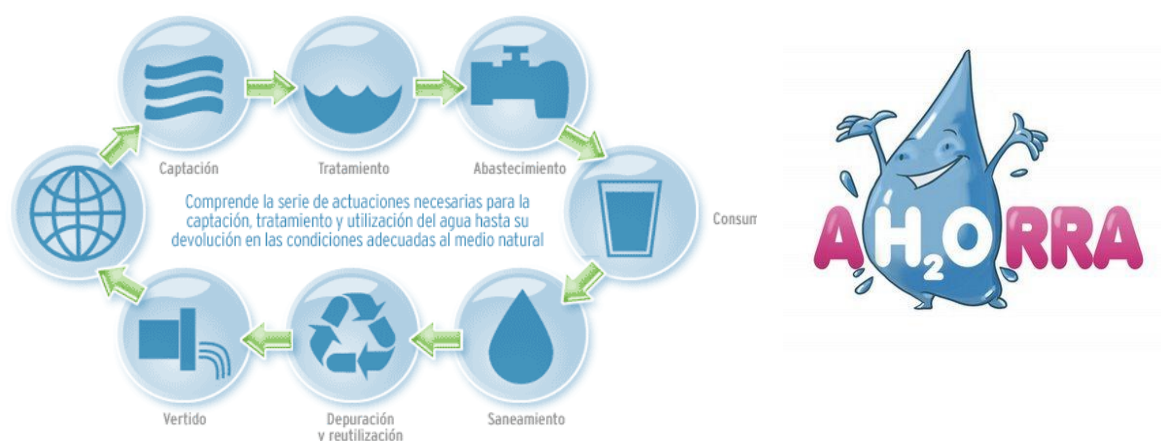 Captación
Tratamiento
Abastecimiento
Comprende la serie de actuaciones necesarias para la
captación, tratamiento y utilización del agua hasta su
devolución en las condiciones adecuadas al medio natural
Consum
Vertido
Depuración
y reutilización
Saneamiento
AH2ORRA